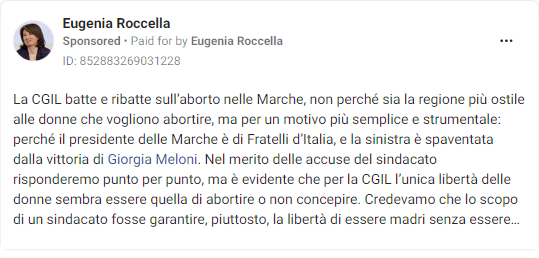 Eugenia Roccella
Sponsored • Paid for by Eugenia Roccella
ID: 852883269031228
La CGIL batte e ribatte sull'aborto nelle Marche, non perché sia la regione più ostile
alle donne che vogliono abortire, ma per un motivo più semplice e strumentale:
perché il presidente delle Marche è di Fratelli d'Italia, e la sinistra è spaventata
dalla vittoria di Giorgia Meloni. Nel merito delle accuse del sindacato
risponderemo punto per punto, ma è evidente che per la CGIL l'unica libertà delle
donne sembra essere quella di abortire o non concepire. Credevamo che lo scopo
di un sindacato fosse garantire, piuttosto, la libertà di essere madri senza essere…